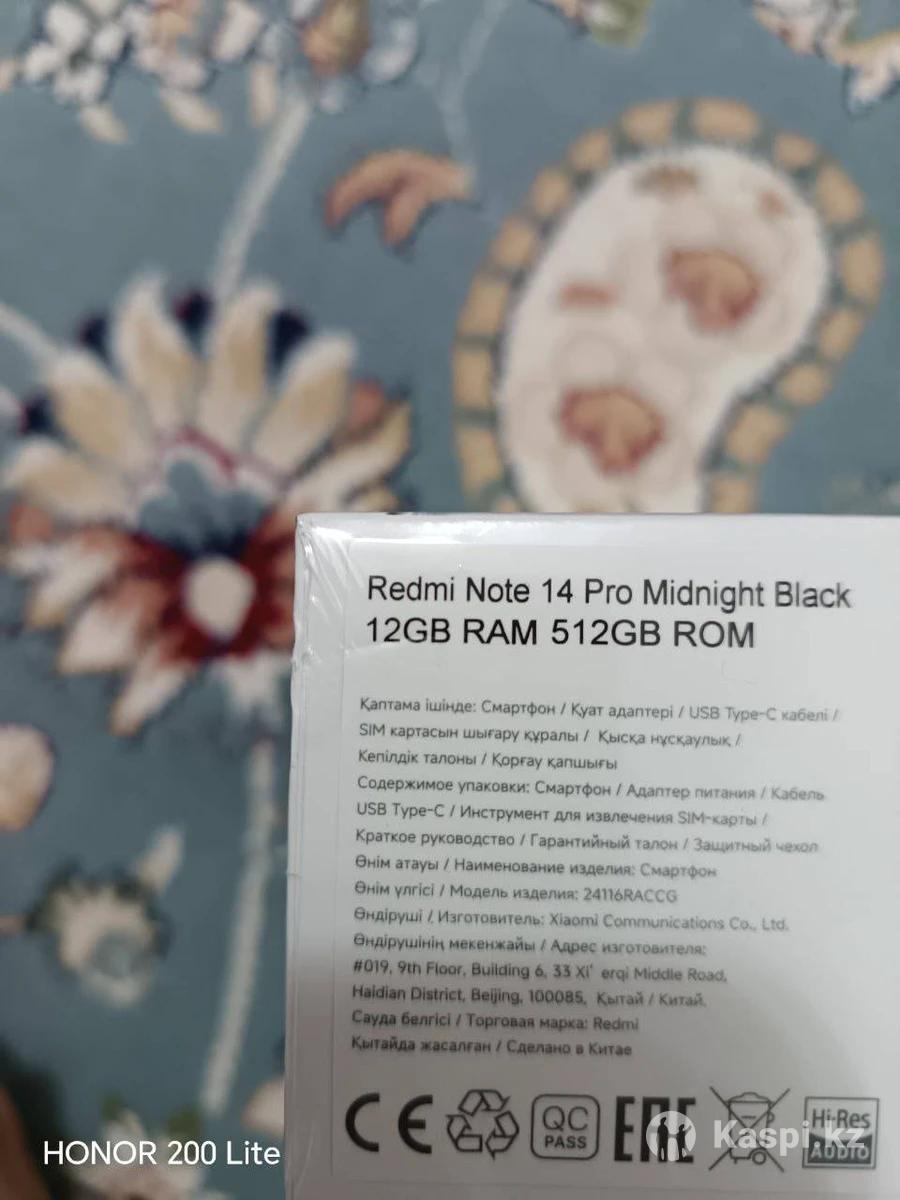 Redmi Note 14 Pro Midnight Black
12GB RAM 512GB ROM
Қаптама ішінде: Смартфон / Қуат адаптері / USB Type-C кабелі /
SIM картасын шығару құралы / Қысқа нұсқаулық /
Кепілдік талоны / Қорғау қапшығы
Содержимое упаковки: Смартфон / Адаптер питания / Кабель
USB Type-C / Инструмент для извлечения SIM-карты /
Краткое руководство / Гарантийный талон / Защитный чехол
Өнім атауы / Наименование изделия: Смартфон
Өнім үлгісі / Модель изделия: 24116RACCG
Өндіруші / Изготовитель: Xiaomi Communications Co., Ltd.
Өндірушінің мекенжайы / Адрес изготовителя:
#019, 9th Floor, Building 6, 33 Xi' erqi Middle Road,
Haidian District, Beijing, 100085, Қытай / Китай.
Сауда белгісі / Торговая марка: Redmi
Қытайда жасалған / Сделано в Китае
CE QC PASS EAC Hi-Res AUDIO
Kaspi.kz
HONOR 200 Lite